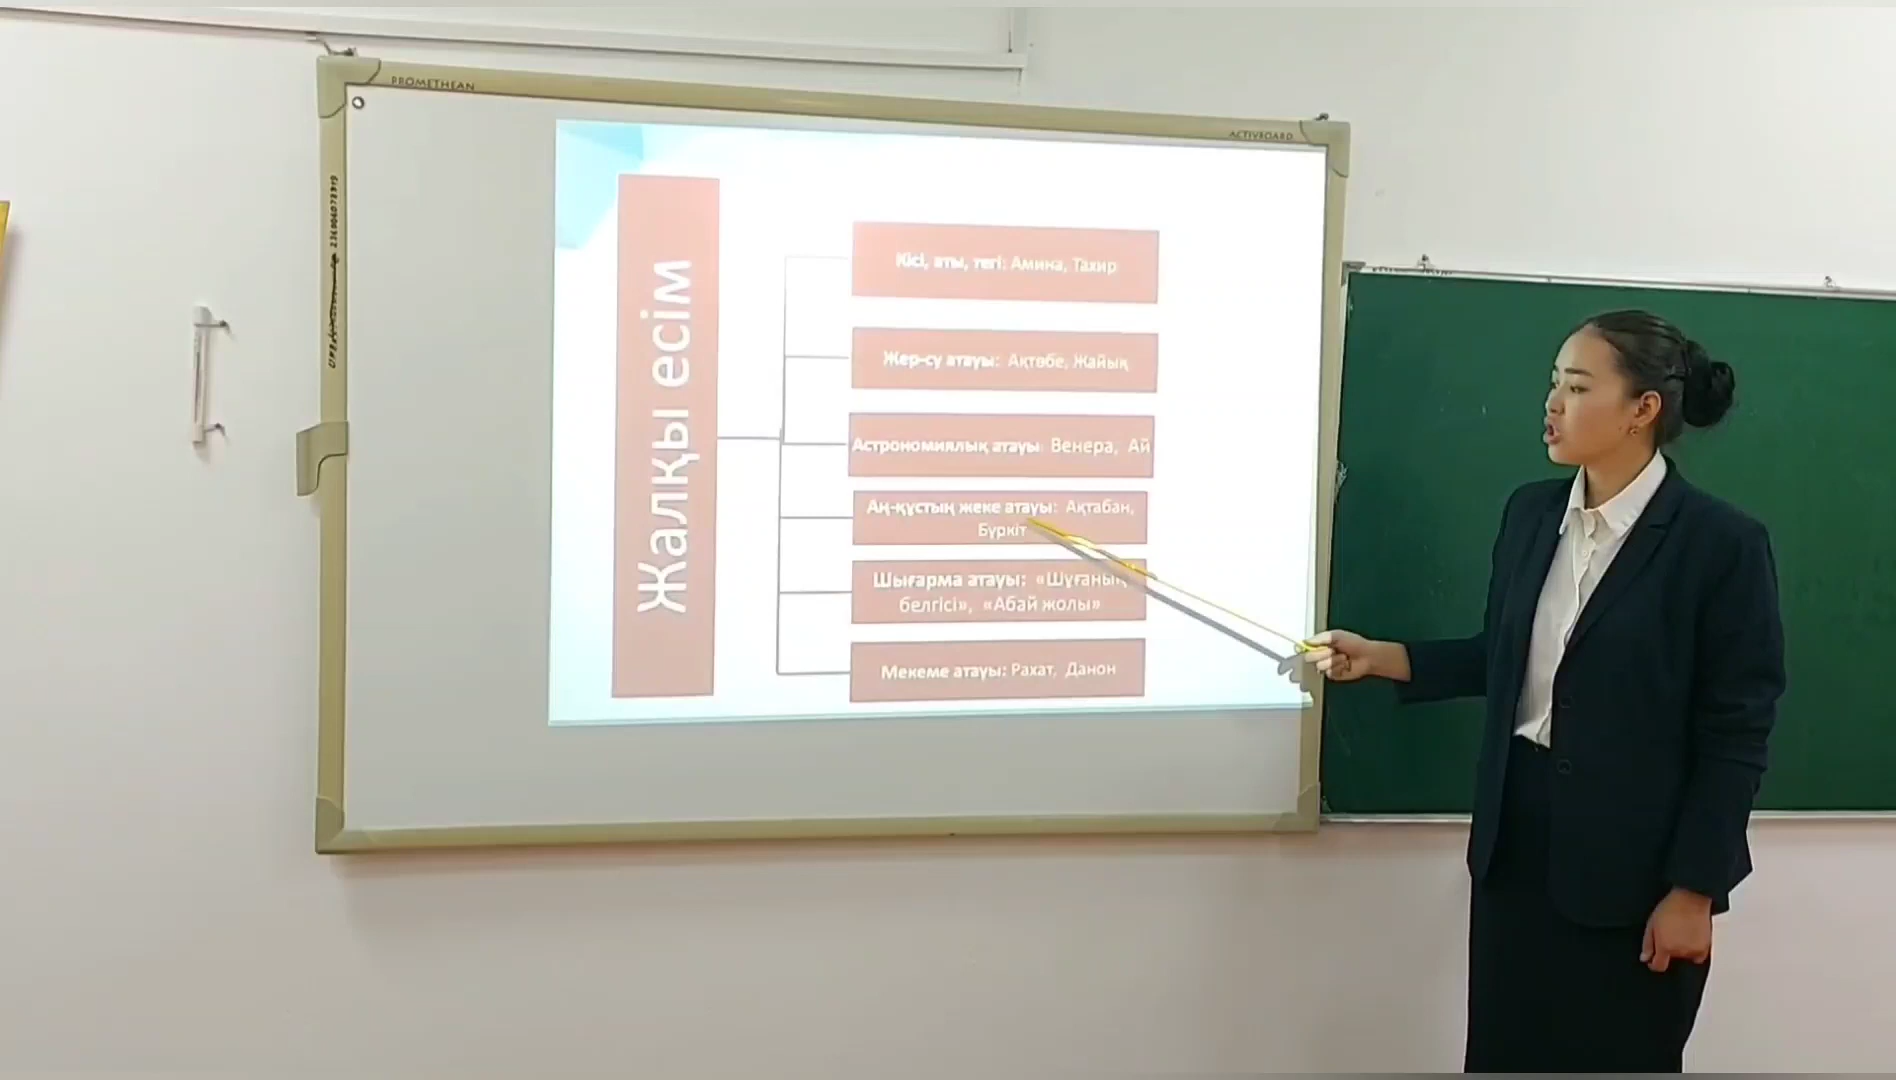 PROMETHEAN
ACTIVBOARD
Жалқы есім
Кісі, аты, тегі: Амина, Тахир
Жер-су атауы: Ақтөбе, Жайық
Астрономиялық атауы: Венера, Ай
Аң-құстың жеке атауы: Ақтабан,
Бүркіт
Шығарма атауы: «Шұғаның
белгісі», «Абай жолы»
Мекеме атауы: Рахат, Данон